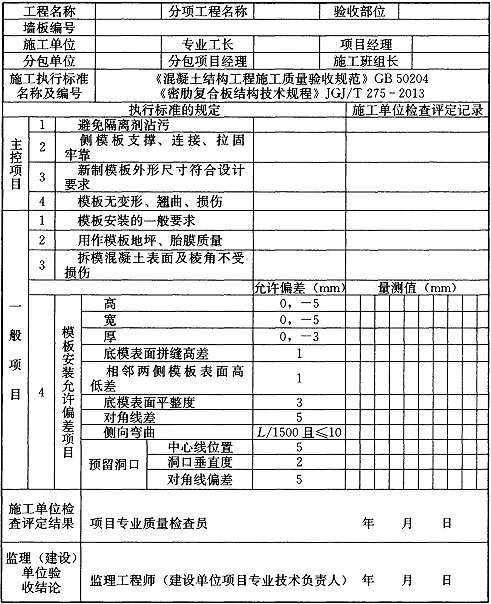 工程名称 分项工程名称 验收部位
墙板编号
施工单位 专业工长 项目经理
分包单位 分包项目经理 施工班组长
施工执行标准
名称及编号
《混凝土结构工程施工质量验收规范》GB 50204
《密肋复合板结构技术规程》JGJ/T 275－2013
执行标准的规定 施工单位检查评定记录
主控项目
1 避免隔离剂沾污
2 侧模板支撑、连接、拉固
牢靠
3 新制模板外形尺寸符合设计
要求
4 模板无变形、翘曲、损伤
一般项目
1 模板安装的一般要求
2 用作模板地坪、胎膜质量
3 拆模混凝土表面及棱角不受
损伤
4 模板安装允许偏差项目
允许偏差（mm） 量测值（mm）
高 0，－5
宽 0，－5
厚 0，－3
底模表面拼缝高差 1
相邻两侧模板表面高
低差 1
底模表面平整度 3
对角线差 5
侧向弯曲 L/1500 且≤10
预留洞口
中心线位置 5
洞口垂直度 2
对角线偏差 5
施工单位检
查评定结果
项目专业质量检查员 年 月 日
监理（建设）
单位验
收结论
监理工程师（建设单位项目专业技术负责人） 年 月 日